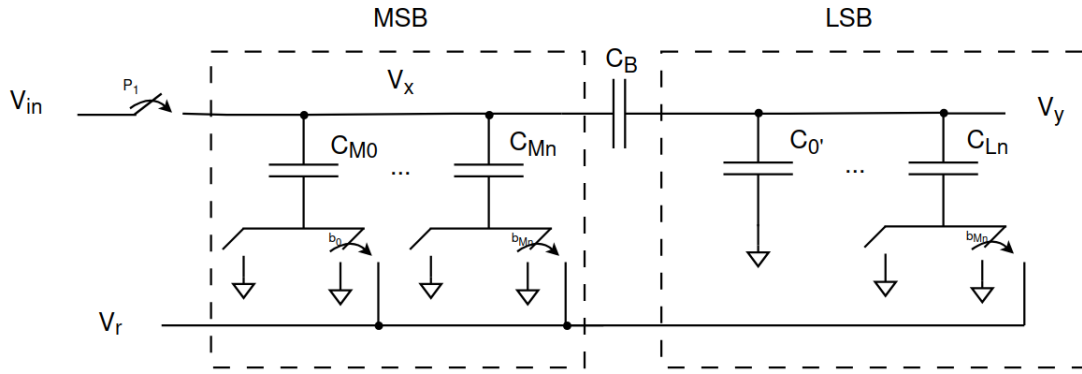 MSB
LSB
V_in
P_1
V_x
C_B
V_y
C_M0
...
C_Mn
C_0'
...
C_Ln
b_0
b_Mn
b_Mn
V_r